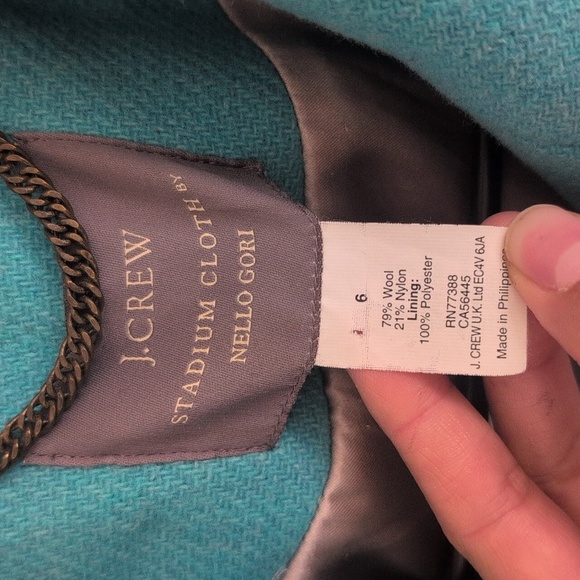 J.CREW
STADIUM CLOTH BY
NELLO GORI
6
79% Wool
21% Nylon
Lining:
100% Polyester
RN77388
CA56445
J. CREW U.K. Ltd EC4V 6JA
Made in Philippines